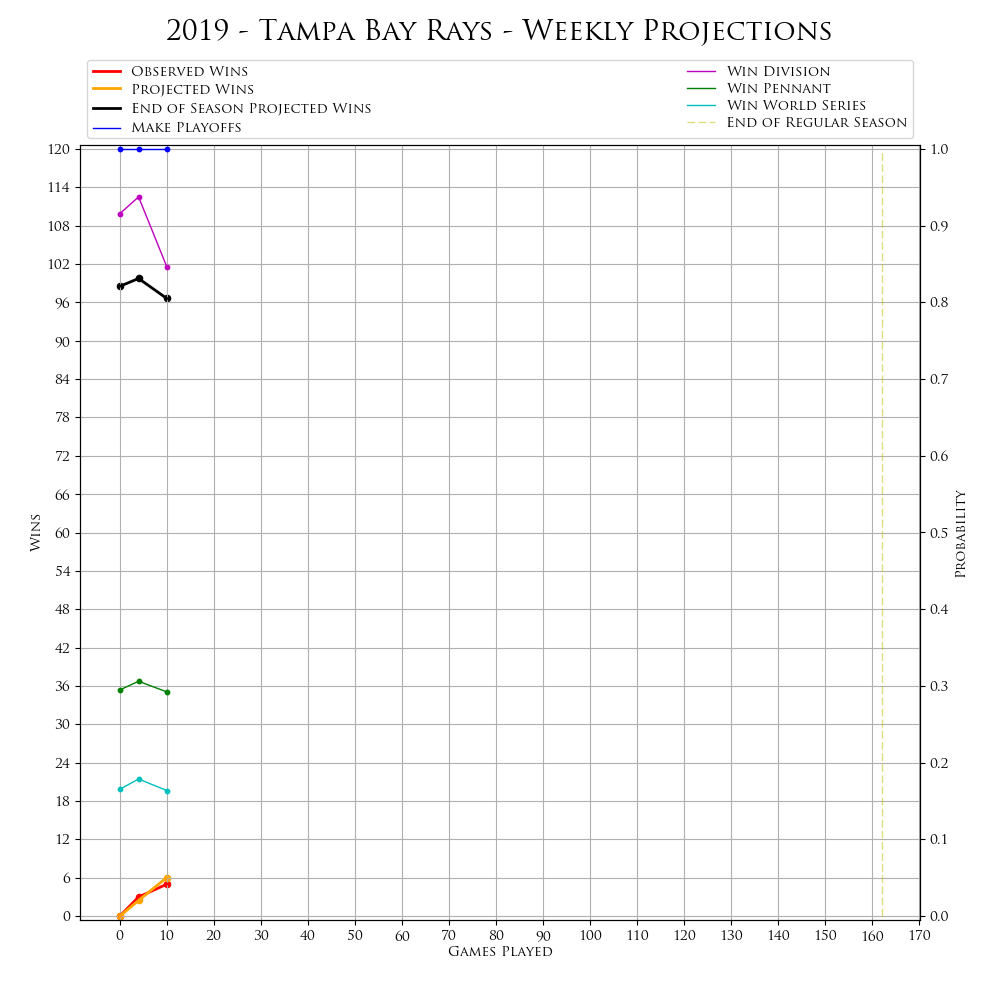 2019 - Tampa Bay Rays - Weekly Projections
Observed Wins
Projected Wins
End of Season Projected Wins
Make Playoffs
Win Division
Win Pennant
Win World Series
End of Regular Season
120
114
108
102
96
90
84
78
72
66
60
54
48
42
36
30
24
18
12
6
0
Wins
1.0
0.9
0.8
0.7
0.6
0.5
0.4
0.3
0.2
0.1
0.0
Probability
0 10 20 30 40 50 60 70 80 90 100 110 120 130 140 150 160 170
Games Played